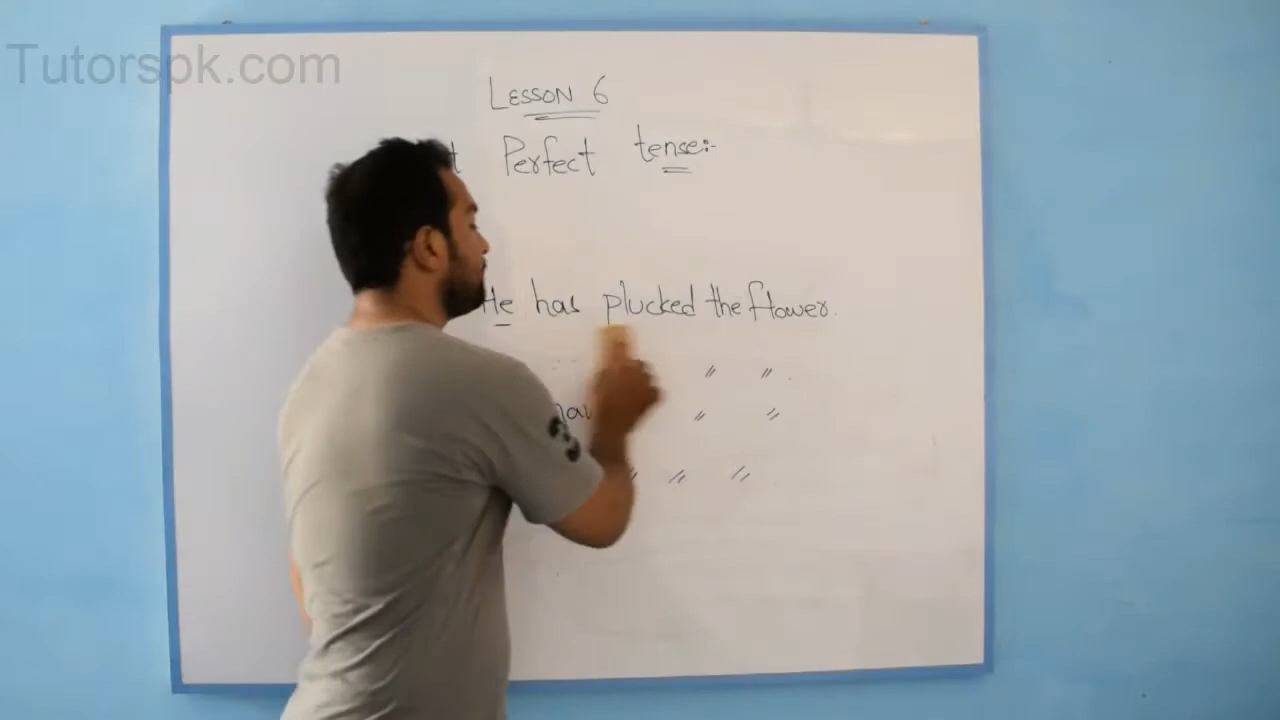 Tutorspk.com
LESSON 6
Perfect tense:-
He has plucked the flower.
〃 〃 .
〃 〃
〃 〃 〃 .